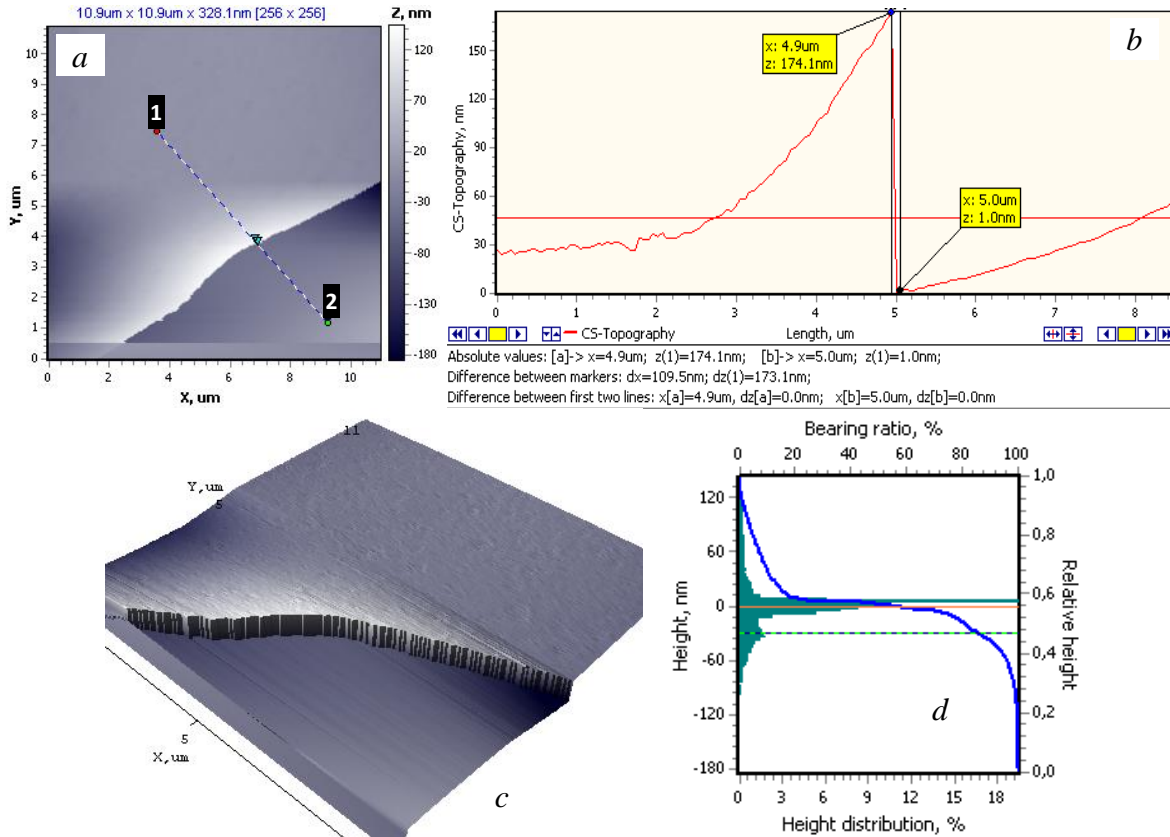 10.9um x 10.9um x 328.1nm [256 x 256]
Z, nm
a
10
9
8
7
6
5
4
3
2
1
0
Y, um
1
2
0
2
4
6
8
10
X, um
120
70
20
-30
-80
-130
-180
b
150
120
90
60
30
0
CS-Topography, nm
x: 4.9um
z: 174.1nm
x: 5.0um
z: 1.0nm
0
1
2
3
4
5
6
7
8
CS-Topography
Length, um
Absolute values: [a]-> x=4.9um; z(1)=174.1nm; [b]-> x=5.0um; z(1)=1.0nm;
Difference between markers: dx=109.5nm; dz(1)=173.1nm;
Difference between first two lines: x[a]=4.9um, dz[a]=0.0nm; x[b]=5.0um, dz[b]=0.0nm
11
Y,um
5
5
X,um
c
Bearing ratio, %
0
20
40
60
80
100
120
60
0
-60
-120
-180
Height, nm
1,0
0,8
0,6
0,4
0,2
0,0
Relative height
d
0
3
6
9
12
15
18
Height distribution, %